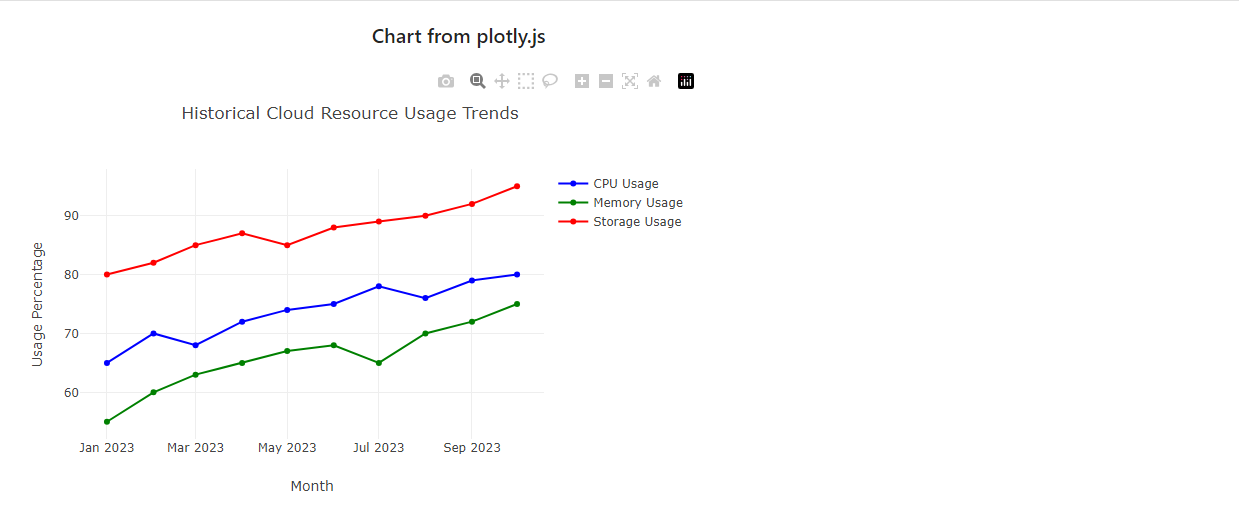 Chart from plotly.js
Historical Cloud Resource Usage Trends
CPU Usage
Memory Usage
Storage Usage
90
80
70
60
Usage Percentage
Jan 2023 Mar 2023 May 2023 Jul 2023 Sep 2023
Month